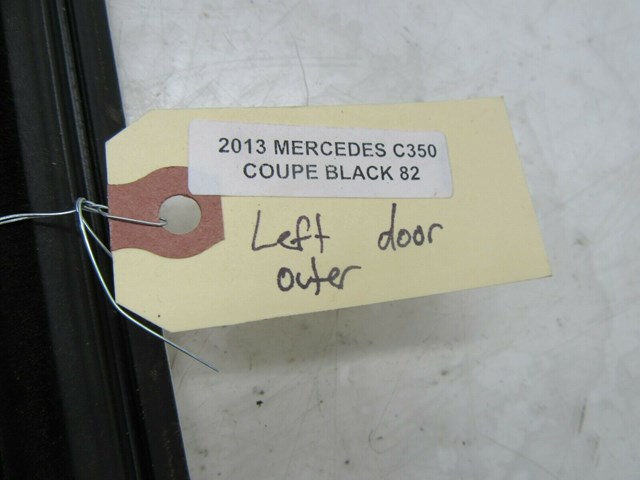 2013 MERCEDES C350
COUPE BLACK 82
Left door
outer